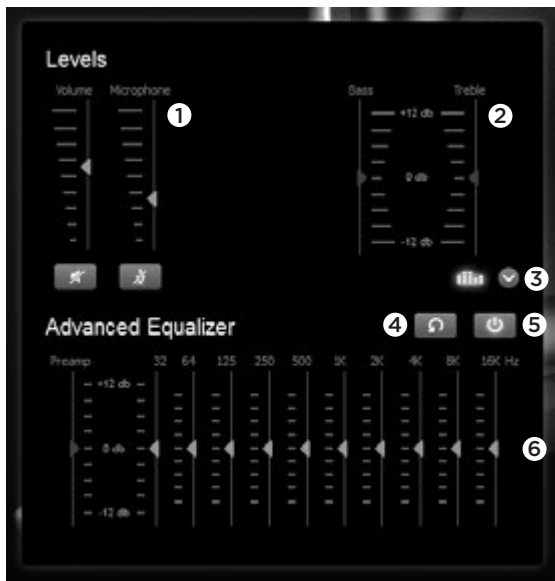 Levels
Volume Microphone 1 Bass Treble 2
+12 db
0 db
-12 db
3
Advanced Equalizer 4 5
Preamp 32 64 125 250 500 1K 2K 4K 8K 16K Hz
+12 db
0 db 6
-12 db